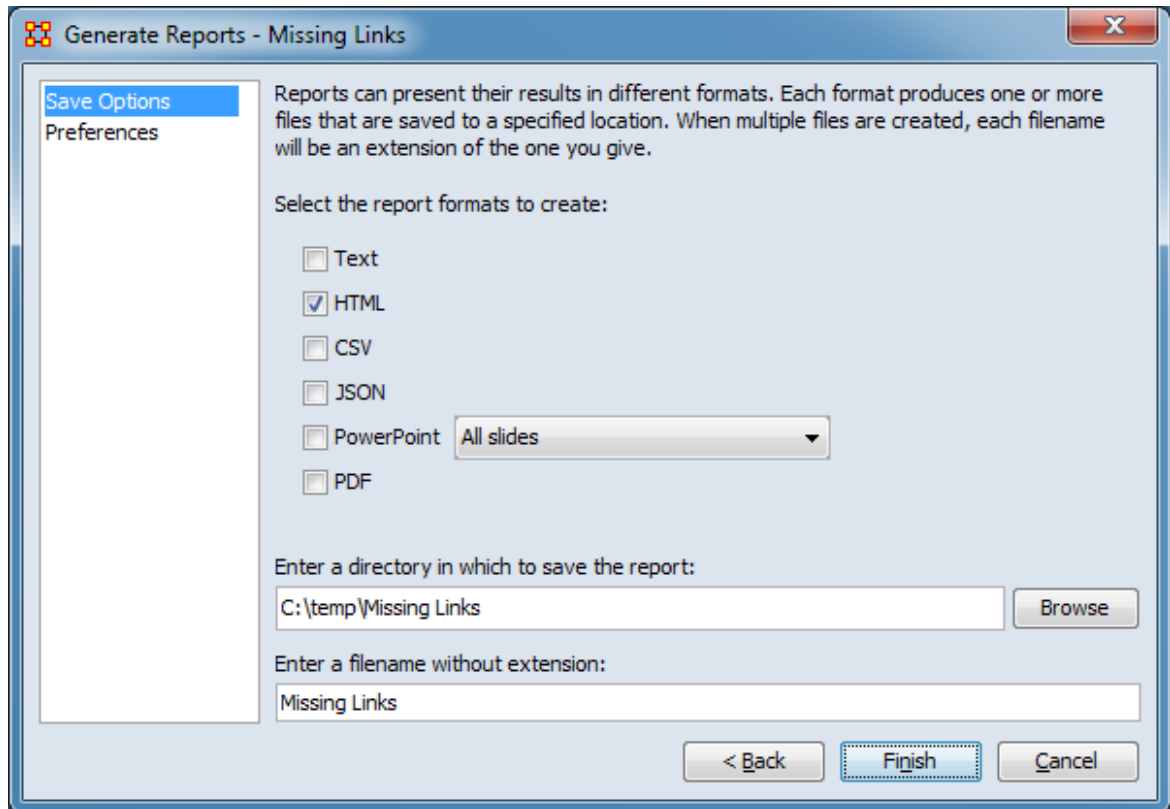 Generate Reports - Missing Links
Save Options
Preferences
Reports can present their results in different formats. Each format produces one or more
files that are saved to a specified location. When multiple files are created, each filename
will be an extension of the one you give.
Select the report formats to create:
Text
HTML
CSV
JSON
PowerPoint All slides
PDF
Enter a directory in which to save the report:
C:\temp\Missing Links Browse
Enter a filename without extension:
Missing Links
< Back Finish Cancel